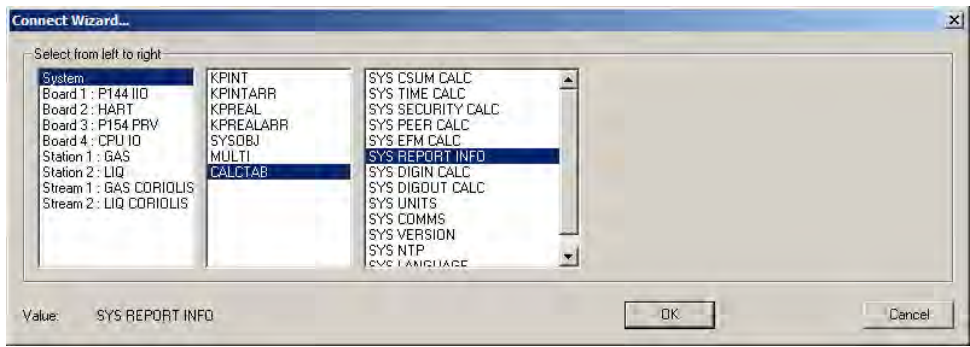 Connect Wizard...
Select from left to right
System
Board 1 : P144 IIO
Board 2 : HART
Board 3 : P154 PRV
Board 4 : CPU IO
Station 1 : GAS
Station 2 : LIQ
Stream 1 : GAS CORIOLIS
Stream 2 : LIQ CORIOLIS
KPINT
KPINTARR
KPREAL
KPREALARR
SYSOBJ
MULTI
CALCTAB
SYS CSUM CALC
SYS TIME CALC
SYS SECURITY CALC
SYS PEER CALC
SYS EFM CALC
SYS REPORT INFO
SYS DIGIN CALC
SYS DIGOUT CALC
SYS UNITS
SYS COMMS
SYS VERSION
SYS NTP
SYS LANGUAGE
Value: SYS REPORT INFO
OK
Cancel